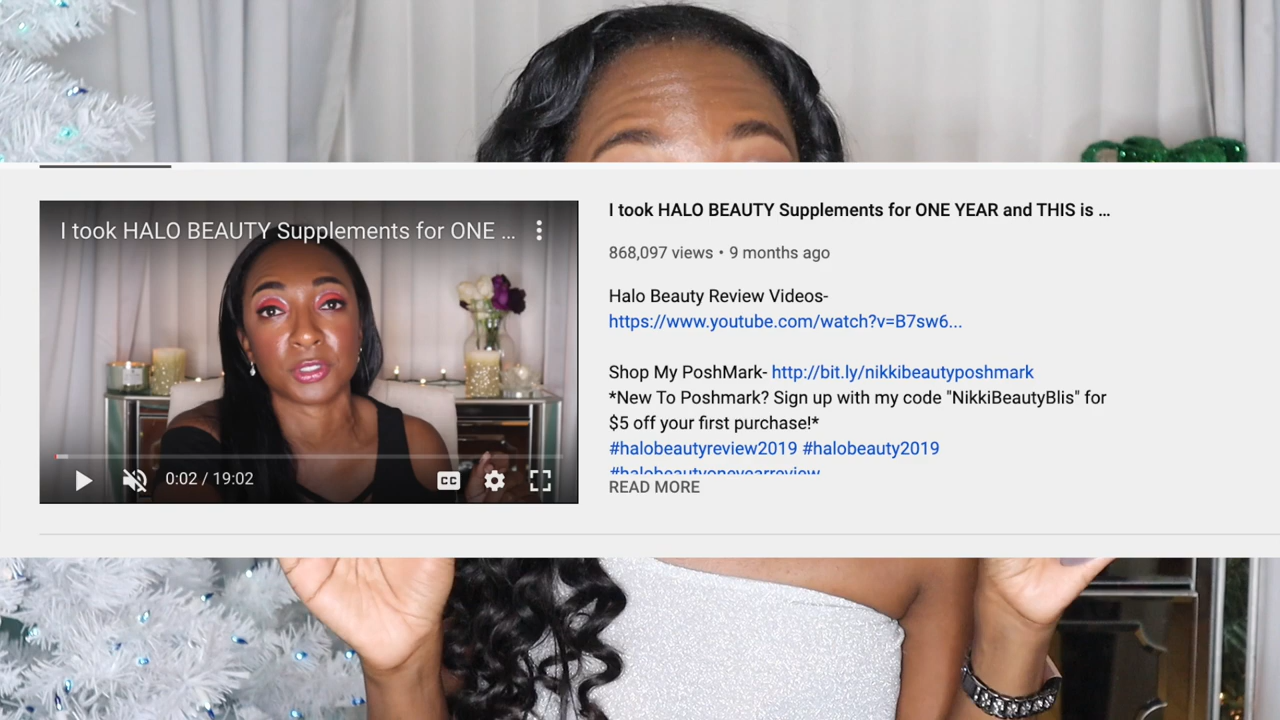 I took HALO BEAUTY Supplements for ONE ...
0:02 / 19:02
CC
I took HALO BEAUTY Supplements for ONE YEAR and THIS is ...
868,097 views • 9 months ago
Halo Beauty Review Videos-
https://www.youtube.com/watch?v=B7sw6...
Shop My PoshMark- http://bit.ly/nikkibeautyposhmark
*New To Poshmark? Sign up with my code "NikkiBeautyBlis" for
$5 off your first purchase!*
#halobeautyreview2019 #halobeauty2019
#halobeautyoneyearreview
READ MORE